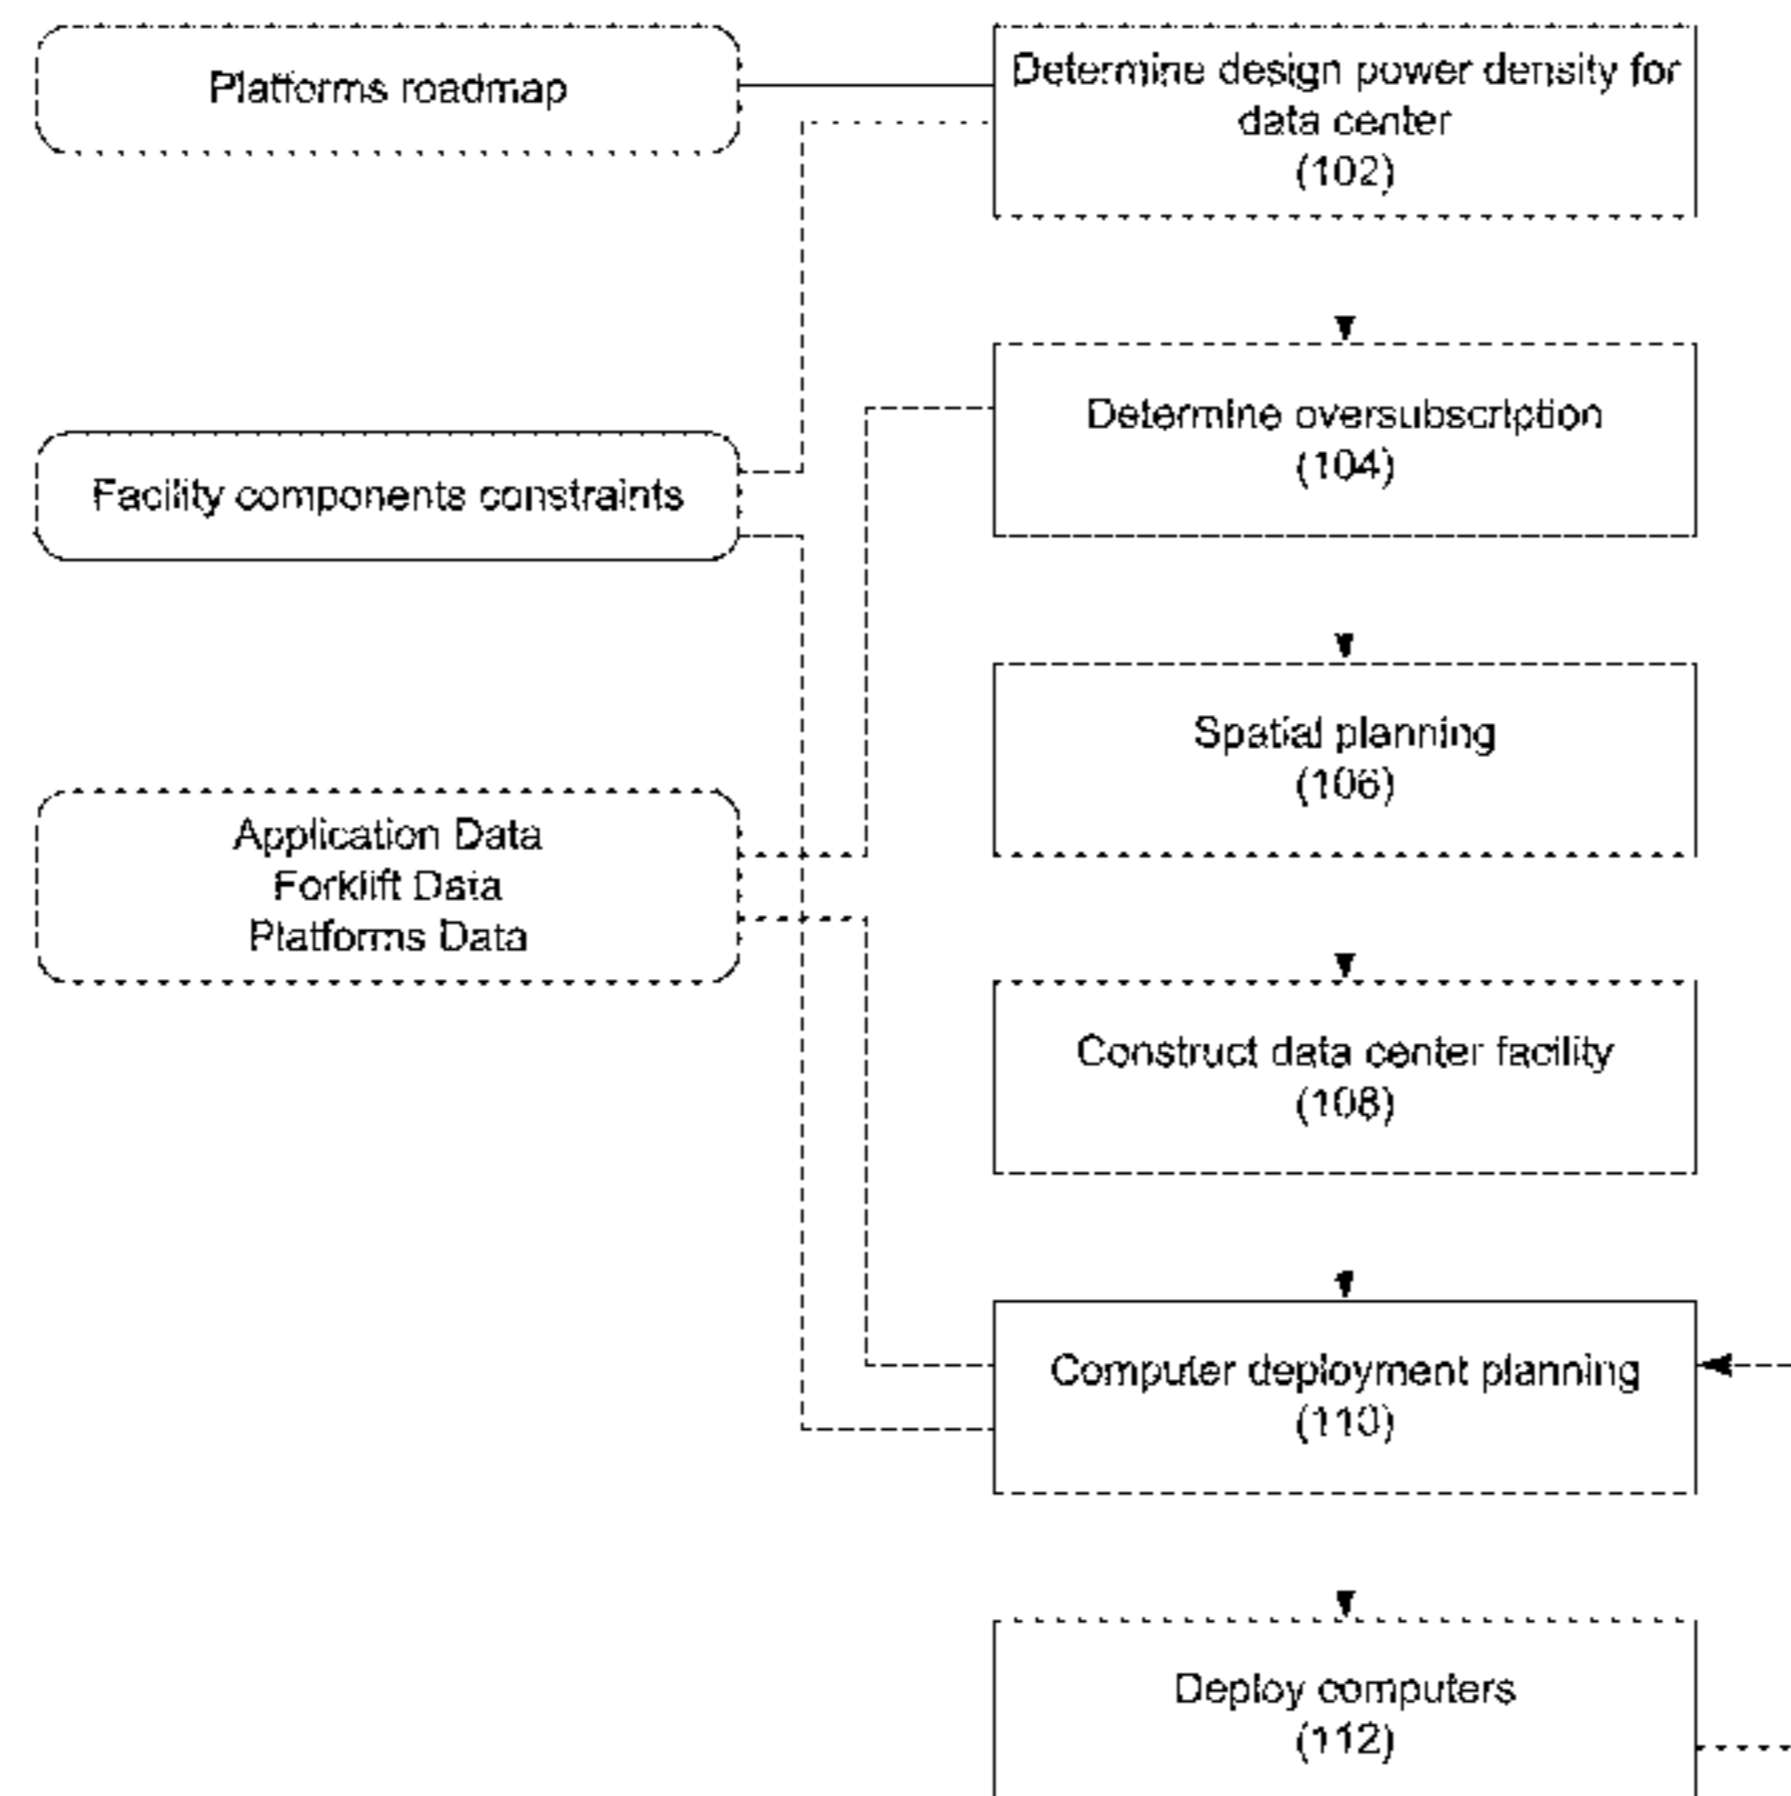 Platforms roadmap
Determine design power density for
data center
(102)
Determine oversubscription
(104)
Facility components constraints
Spatial planning
(106)
Application Data
Forklift Data
Platforms Data
Construct data center facility
(108)
Computer deployment planning
(110)
Deploy computers
(112)